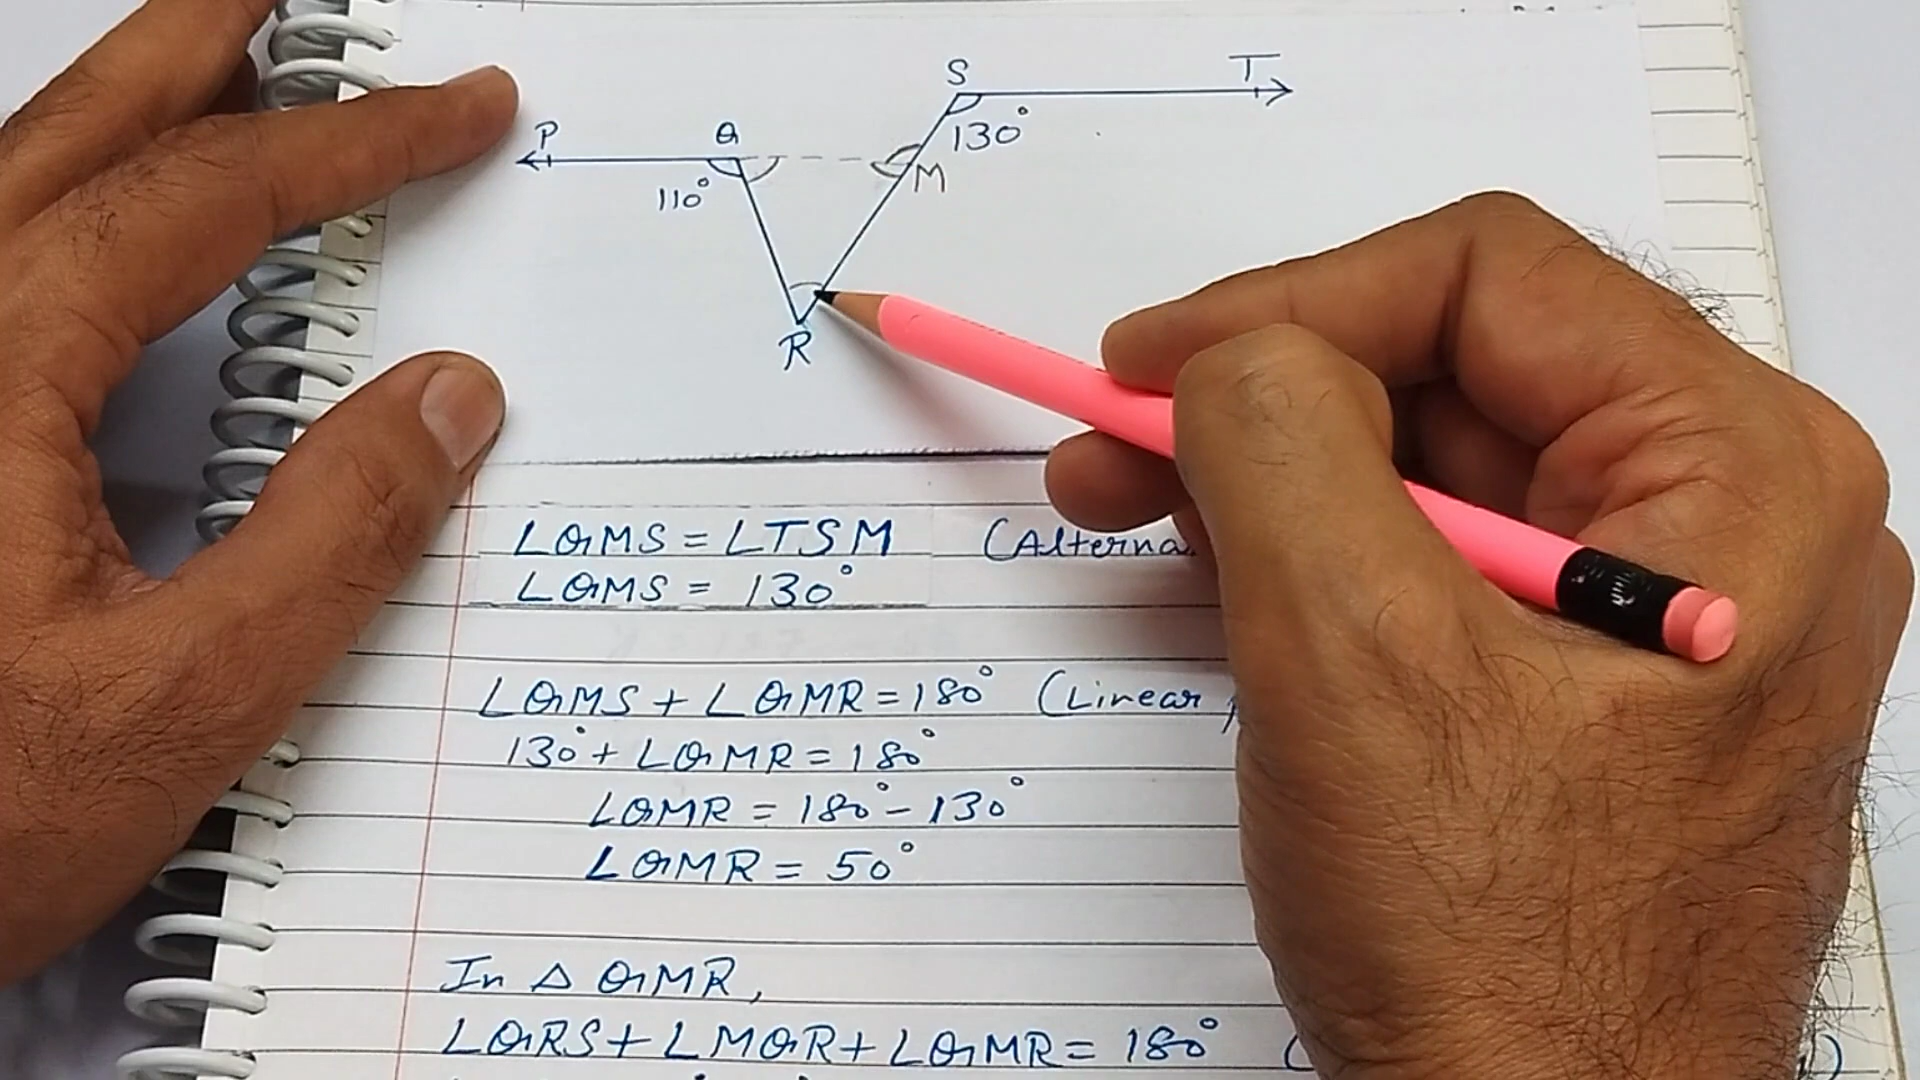 S
T
P
Q
130°
M
110°
R
∠QMS = ∠TSM (Alterna
∠QMS = 130°
∠QMS + ∠QMR = 180° (Linear
130° + ∠QMR = 180°
∠QMR = 180° - 130°
∠QMR = 50°
In △ QMR,
∠QRS + ∠MQR + ∠QMR = 180° (